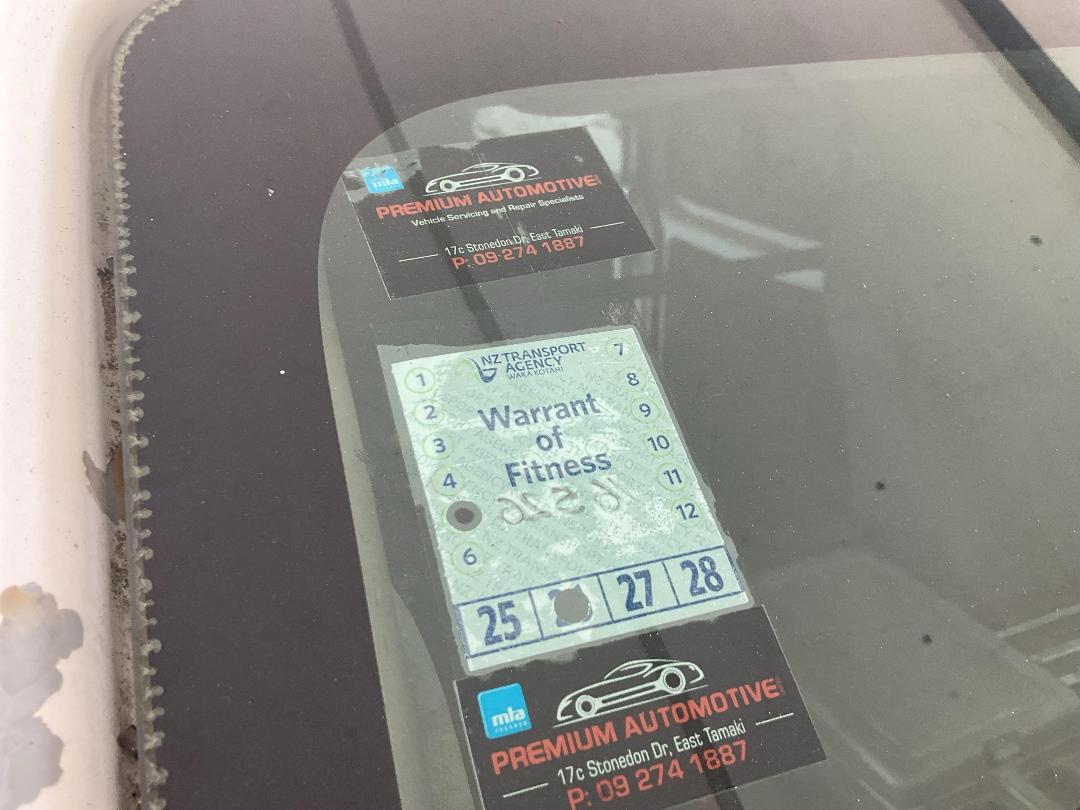 mta
PREMIUM AUTOMOTIVE
Vehicle Servicing and Repair Specialists
17c Stonedon Dr, East Tamaki
P: 09 274 1887
NZ TRANSPORT
AGENCY
WAKA KOTAHI
1 7
2 8
3 9
4 10
11
12
6
Warrant
of
Fitness
16 5 26
25 27 28
mta
PREMIUM AUTOMOTIVE
17c Stonedon Dr, East Tamaki
P: 09 274 1887